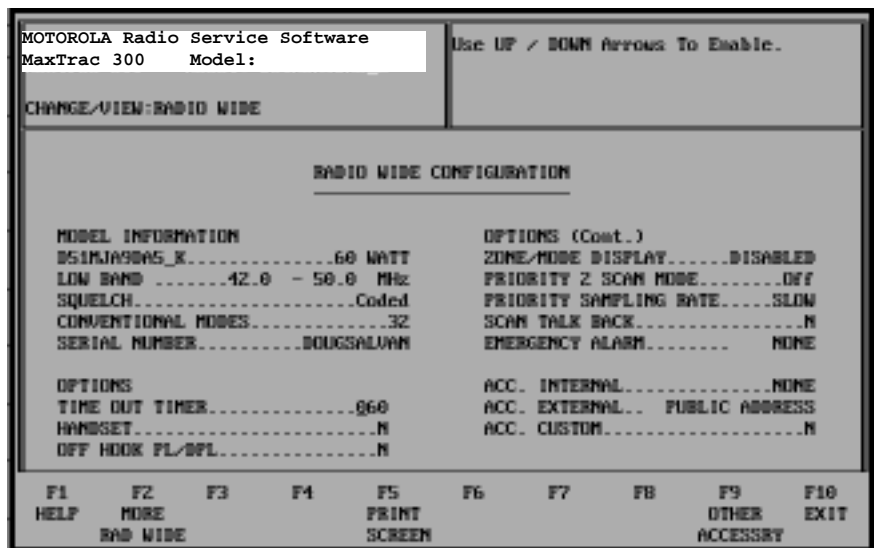 MOTOROLA Radio Service Software
MaxTrac 300 Model:
CHANGE/VIEW:RADIO WIDE
Use UP / DOWN Arrows To Enable.
RADIO WIDE CONFIGURATION
MODEL INFORMATION
D51MJA90A5_K..............60 WATT
LOW BAND .......42.0 - 50.0 MHz
SQUELCH.....................Coded
CONVENTIONAL MODES.............32
SERIAL NUMBER..........DOUGSALVAN
OPTIONS
TIME OUT TIMER..............060
HANDSET.......................N
OFF HOOK PL/DPL...............N
OPTIONS (Cont.)
ZONE/MODE DISPLAY......DISABLED
PRIORITY 2 SCAN MODE........Off
PRIORITY SAMPLING RATE.....SLOW
SCAN TALK BACK................N
EMERGENCY ALARM........ NONE
ACC. INTERNAL..............NONE
ACC. EXTERNAL.. PUBLIC ADDRESS
ACC. CUSTOM...................N
F1 F2 F3 F4 F5 F6 F7 F8 F9 F10
HELP MORE PRINT OTHER EXIT
RAD WIDE SCREEN ACCESSRY